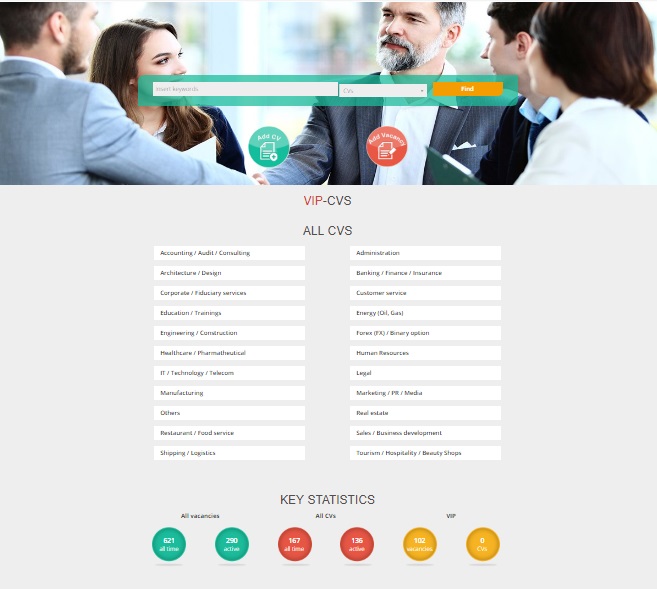 Insert keywords
CVs
Find
Add CV
Add Vacancy
VIP-CVS
ALL CVS
Accounting / Audit / Consulting
Administration
Architecture / Design
Banking / Finance / Insurance
Corporate / Fiduciary services
Customer service
Education / Trainings
Energy (Oil, Gas)
Engineering / Construction
Forex (FX) / Binary option
Healthcare / Pharmatheutical
Human Resources
IT / Technology / Telecom
Legal
Manufacturing
Marketing / PR / Media
Others
Real estate
Restaurant / Food service
Sales / Business development
Shipping / Logistics
Tourism / Hospitality / Beauty Shops
KEY STATISTICS
All vacancies
All CVs
VIP
621
all time
290
active
167
all time
136
active
102
vacancies
0
CVs